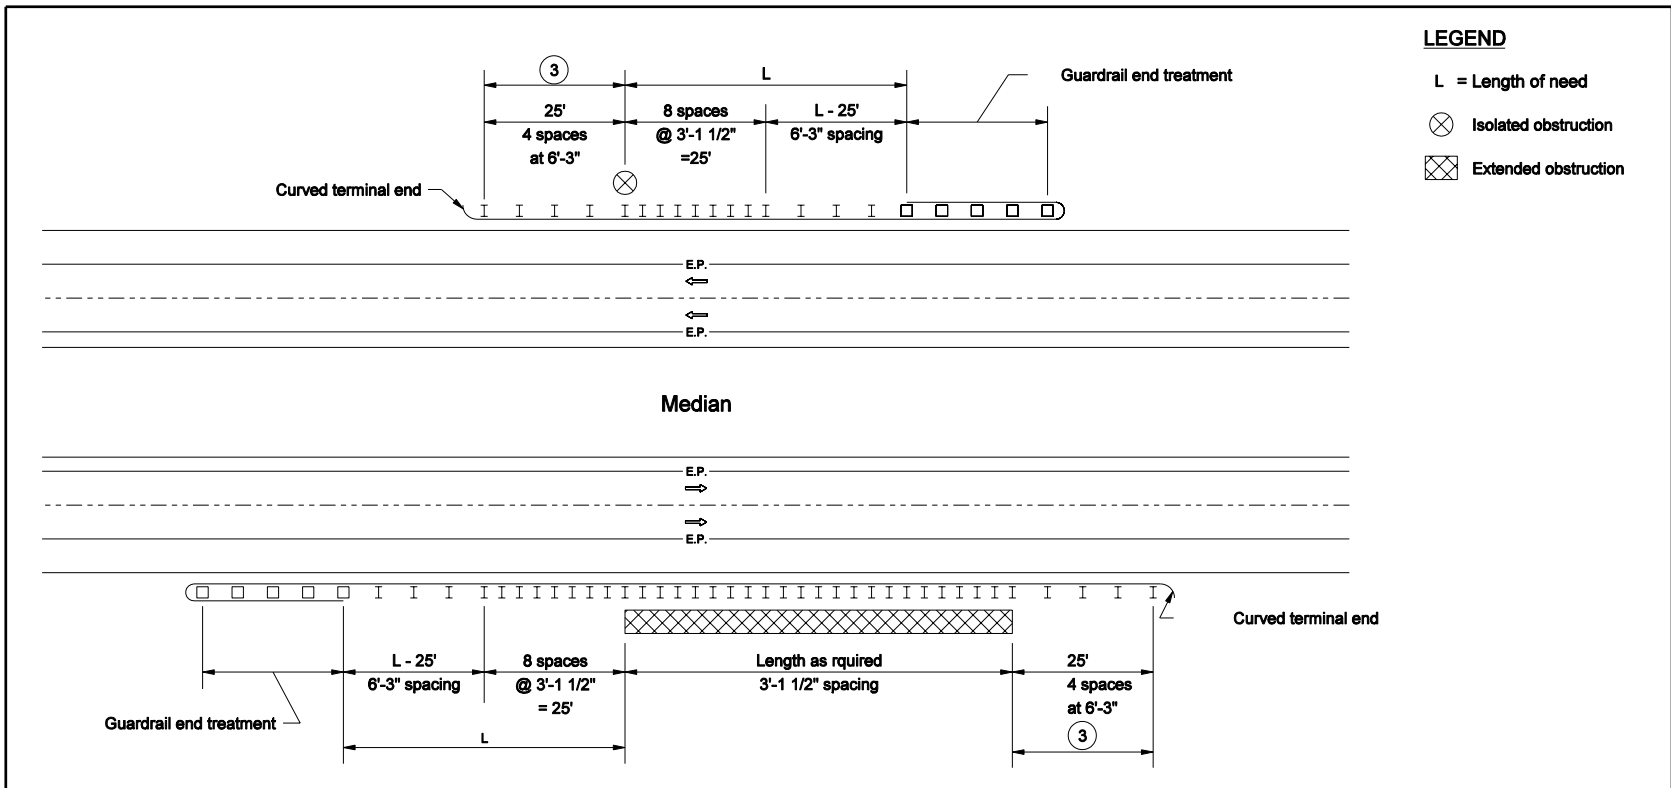 LEGEND
L = Length of need
Isolated obstruction
Extended obstruction
3
L
Guardrail end treatment
25'
4 spaces
at 6'-3"
8 spaces
@ 3'-1 1/2"
=25'
L - 25'
6'-3" spacing
Curved terminal end
E.P.
E.P.
Median
E.P.
E.P.
Curved terminal end
L - 25'
6'-3" spacing
8 spaces
@ 3'-1 1/2"
= 25'
Length as rquired
3'-1 1/2" spacing
25'
4 spaces
at 6'-3"
Guardrail end treatment
L
3